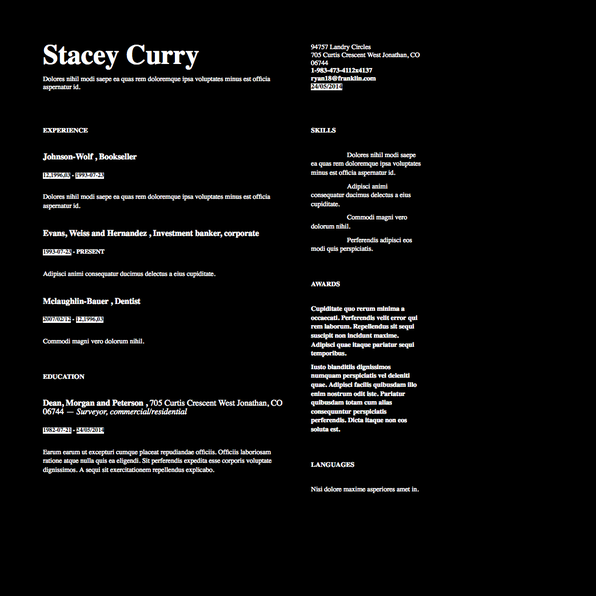 Stacey Curry
Dolores nihil modi saepe ea quas rem doloremque ipsa voluptates minus est officia
aspernatur id.
94757 Landry Circles
705 Curtis Crescent West Jonathan, CO
06744
1-983-473-4112x4137
ryan18@franklin.com
24/05/2014
EXPERIENCE
Johnson-Wolf , Bookseller
12.1996.03 - 1993-07-23
Dolores nihil modi saepe ea quas rem doloremque ipsa voluptates minus est officia
aspernatur id.
Evans, Weiss and Hernandez , Investment banker, corporate
1993-07-23 - PRESENT
Adipisci animi consequatur ducimus delectus a eius cupiditate.
Mclaughlin-Bauer , Dentist
2007/02/12 - 12.1996.03
Commodi magni vero dolorum nihil.
EDUCATION
Dean, Morgan and Peterson , 705 Curtis Crescent West Jonathan, CO
06744 — Surveyor, commercial/residential
1982-07-21 - 24/05/2014
Earum earum ut excepturi cumque placeat repudiandae officiis. Officiis laboriosam
ratione atque nulla quis ea eligendi. Sit perferendis expedita esse corporis voluptate
dignissimos. A sequi sit exercitationem repellendus explicabo.
SKILLS
Dolores nihil modi saepe
ea quas rem doloremque ipsa voluptates
minus est officia aspernatur id.
Adipisci animi
consequatur ducimus delectus a eius
cupiditate.
Commodi magni vero
dolorum nihil.
Perferendis adipisci eos
modi quis perspiciatis.
AWARDS
Cupiditate quo rerum minima a
occaecati. Perferendis velit error qui
rem laborum. Repellendus sit sequi
suscipit non incidunt maxime.
Adipisci quae itaque pariatur sequi
temporibus.
Iusto blanditiis dignissimos
numquam perspiciatis vel deleniti
quae. Adipisci facilis quibusdam illo
enim nostrum odit iste. Pariatur
quibusdam totam cum alias
consequuntur perspiciatis
perferendis. Dicta itaque non eos
soluta est.
LANGUAGES
Nisi dolore maxime asperiores amet in.